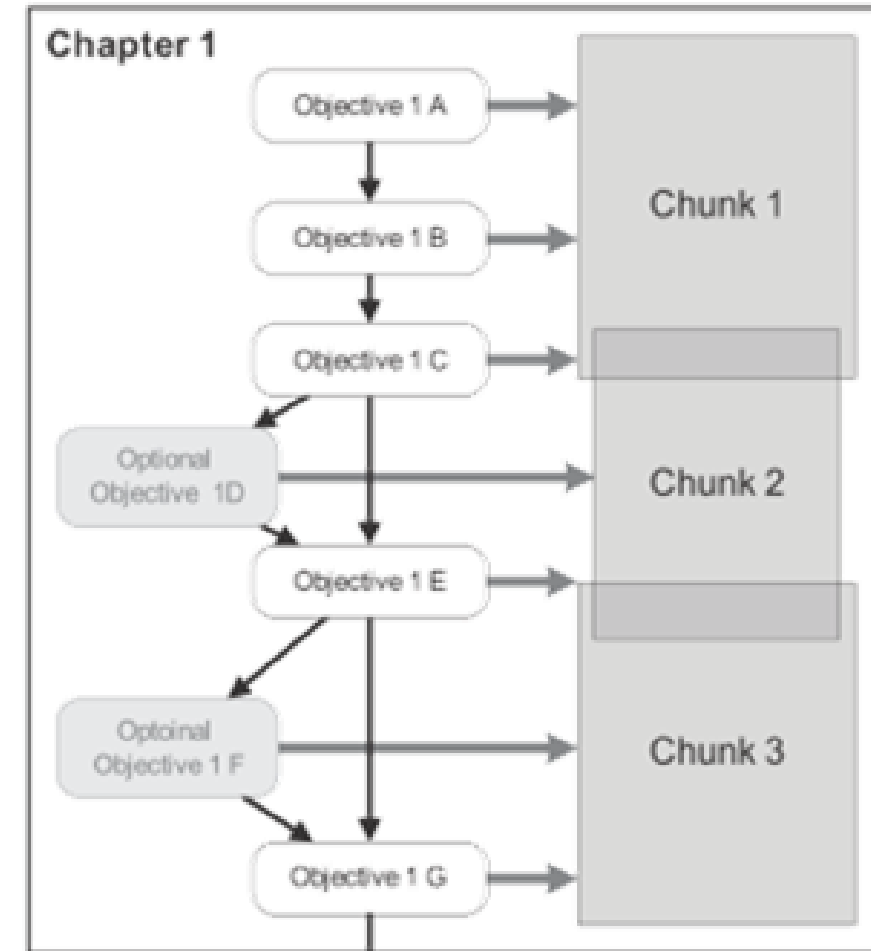 Chapter 1
Objective 1 A
Chunk 1
Objective 1 B
Objective 1 C
Optional
Objective 1D
Chunk 2
Objective 1 E
Optoinal
Objective 1 F
Chunk 3
Objective 1 G